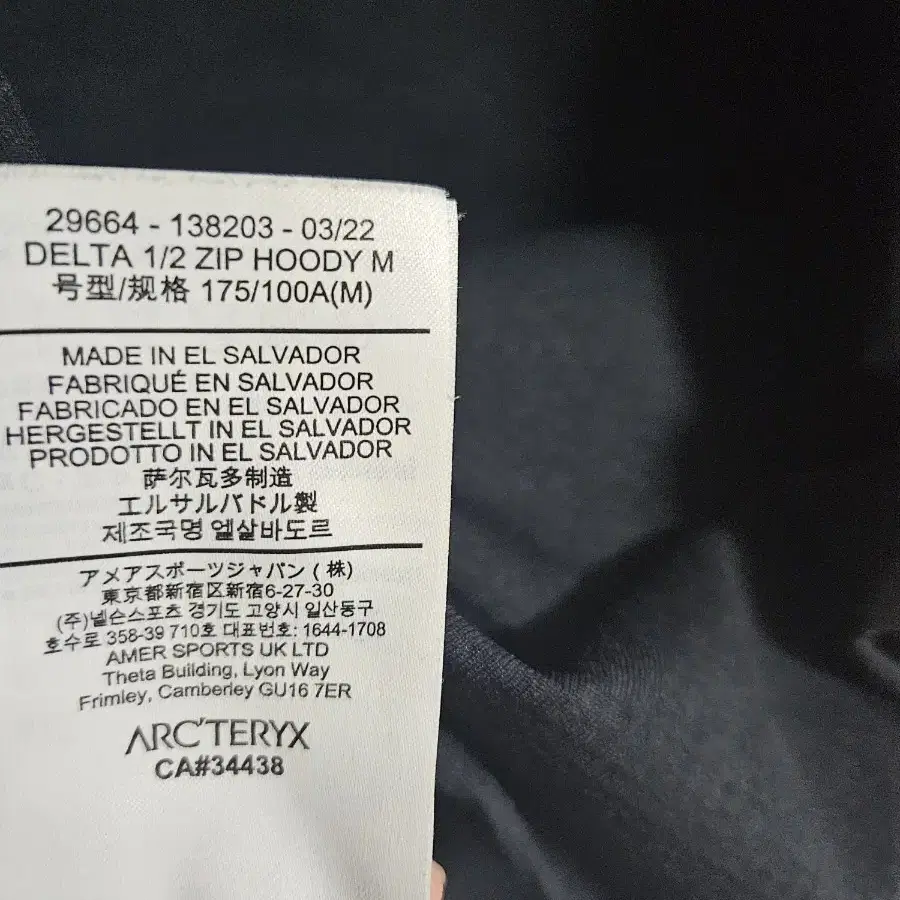 29664 - 138203 - 03/22
DELTA 1/2 ZIP HOODY M
号型/规格 175/100A(M)
MADE IN EL SALVADOR
FABRIQUÉ EN SALVADOR
FABRICADO EN EL SALVADOR
HERGESTELLT IN EL SALVADOR
PRODOTTO IN EL SALVADOR
萨尔瓦多制造
エルサルバドル製
제조국명 엘살바도르
アメアスポーツジャパン (株)
東京都新宿区新宿6-27-30
(주)넬슨스포츠 경기도 고양시 일산동구
호수로 358-39 710호 대표번호: 1644-1708
AMER SPORTS UK LTD
Theta Building, Lyon Way
Frimley, Camberley GU16 7ER
ARC'TERYX
CA#34438